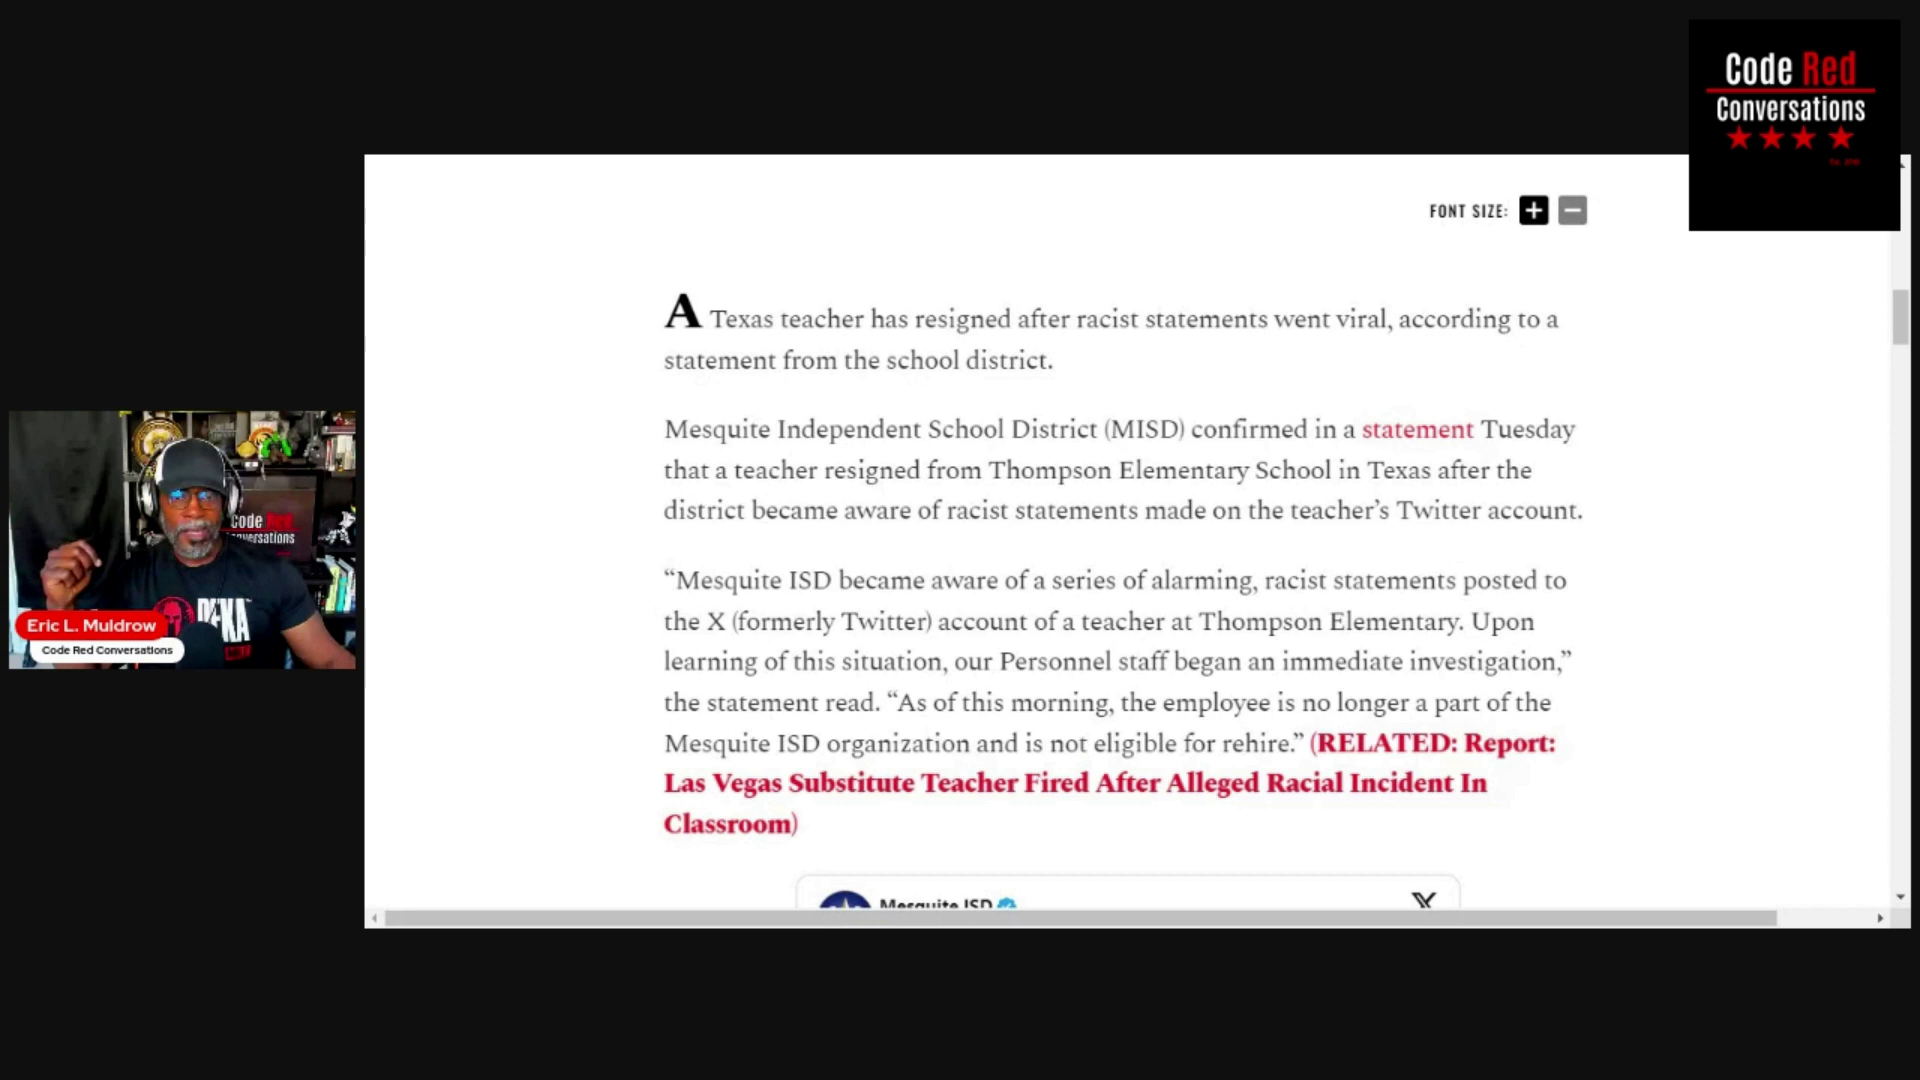 Code Red
Conversations
FONT SIZE: + −
A Texas teacher has resigned after racist statements went viral, according to a
statement from the school district.
Mesquite Independent School District (MISD) confirmed in a statement Tuesday
that a teacher resigned from Thompson Elementary School in Texas after the
district became aware of racist statements made on the teacher’s Twitter account.
“Mesquite ISD became aware of a series of alarming, racist statements posted to
the X (formerly Twitter) account of a teacher at Thompson Elementary. Upon
learning of this situation, our Personnel staff began an immediate investigation,”
the statement read. “As of this morning, the employee is no longer a part of the
Mesquite ISD organization and is not eligible for rehire.” (RELATED: Report:
Las Vegas Substitute Teacher Fired After Alleged Racial Incident In
Classroom)
Mesquite ISD
X
Code Red
DEKA
Eric L. Muldrow
Code Red Conversations